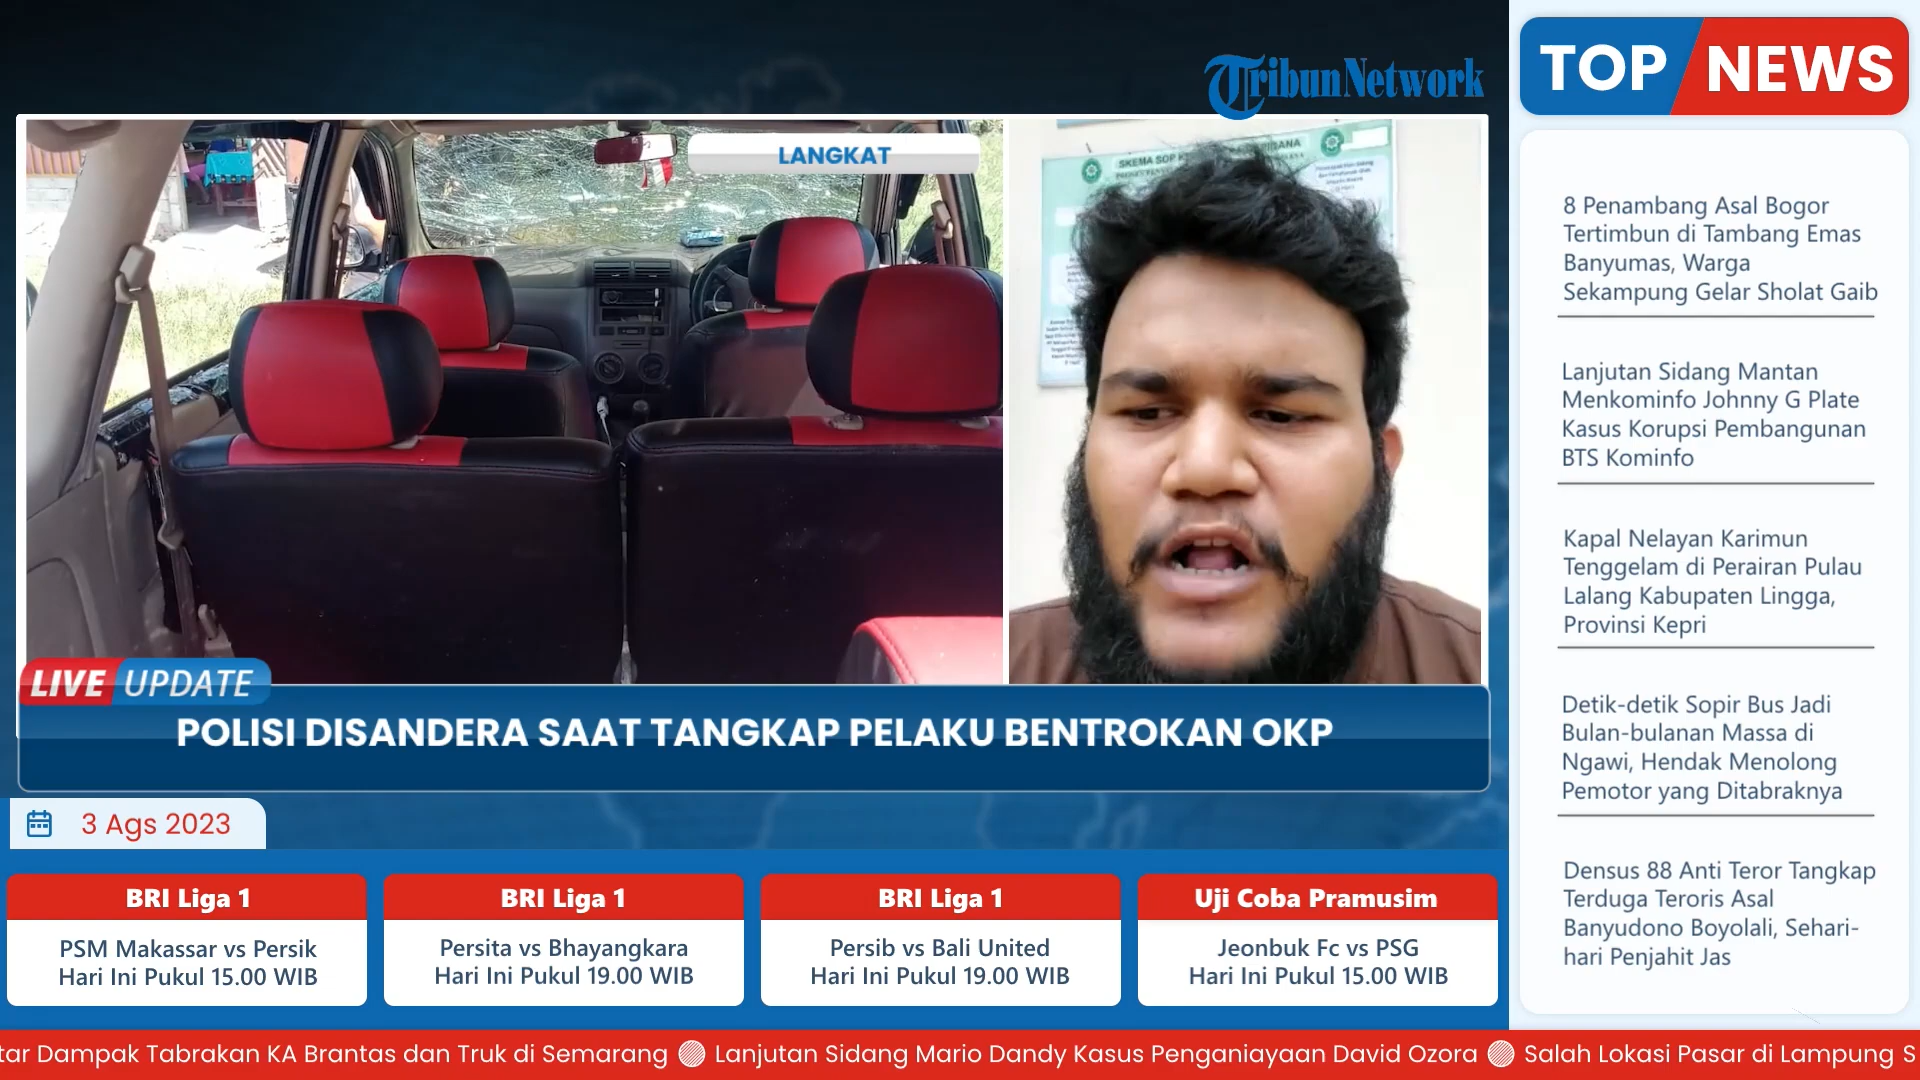 TribunNetwork
TOP NEWS
LANGKAT
SKEMA SOP
LIVE UPDATE
POLISI DISANDERA SAAT TANGKAP PELAKU BENTROKAN OKP
3 Ags 2023
BRI Liga 1
PSM Makassar vs Persik
Hari Ini Pukul 15.00 WIB
BRI Liga 1
Persita vs Bhayangkara
Hari Ini Pukul 19.00 WIB
BRI Liga 1
Persib vs Bali United
Hari Ini Pukul 19.00 WIB
Uji Coba Pramusim
Jeonbuk Fc vs PSG
Hari Ini Pukul 15.00 WIB
8 Penambang Asal Bogor
Tertimbun di Tambang Emas
Banyumas, Warga
Sekampung Gelar Sholat Gaib
Lanjutan Sidang Mantan
Menkominfo Johnny G Plate
Kasus Korupsi Pembangunan
BTS Kominfo
Kapal Nelayan Karimun
Tenggelam di Perairan Pulau
Lalang Kabupaten Lingga,
Provinsi Kepri
Detik-detik Sopir Bus Jadi
Bulan-bulanan Massa di
Ngawi, Hendak Menolong
Pemotor yang Ditabraknya
Densus 88 Anti Teror Tangkap
Terduga Teroris Asal
Banyudono Boyolali, Sehari-
hari Penjahit Jas
tar Dampak Tabrakan KA Brantas dan Truk di Semarang Lanjutan Sidang Mario Dandy Kasus Penganiayaan David Ozora Salah Lokasi Pasar di Lampung S